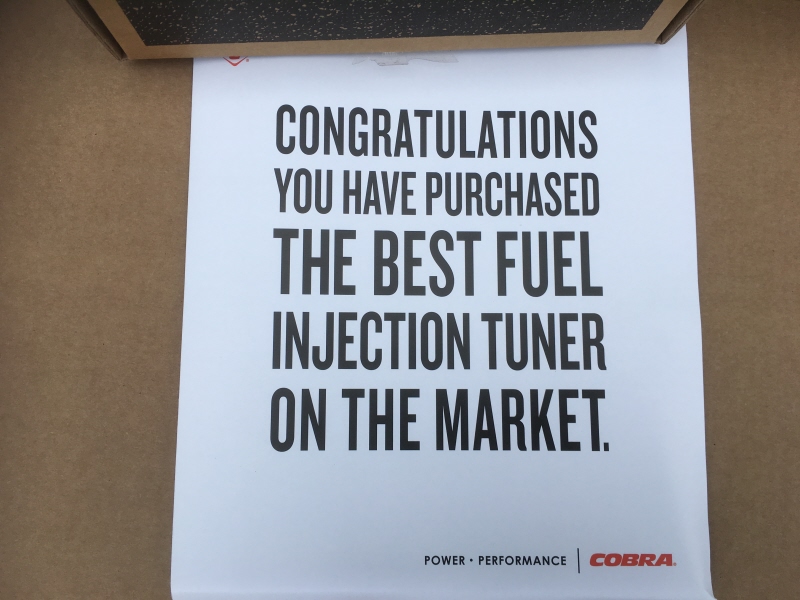 CONGRATULATIONS
YOU HAVE PURCHASED
THE BEST FUEL
INJECTION TUNER
ON THE MARKET.
POWER • PERFORMANCE | COBRA®